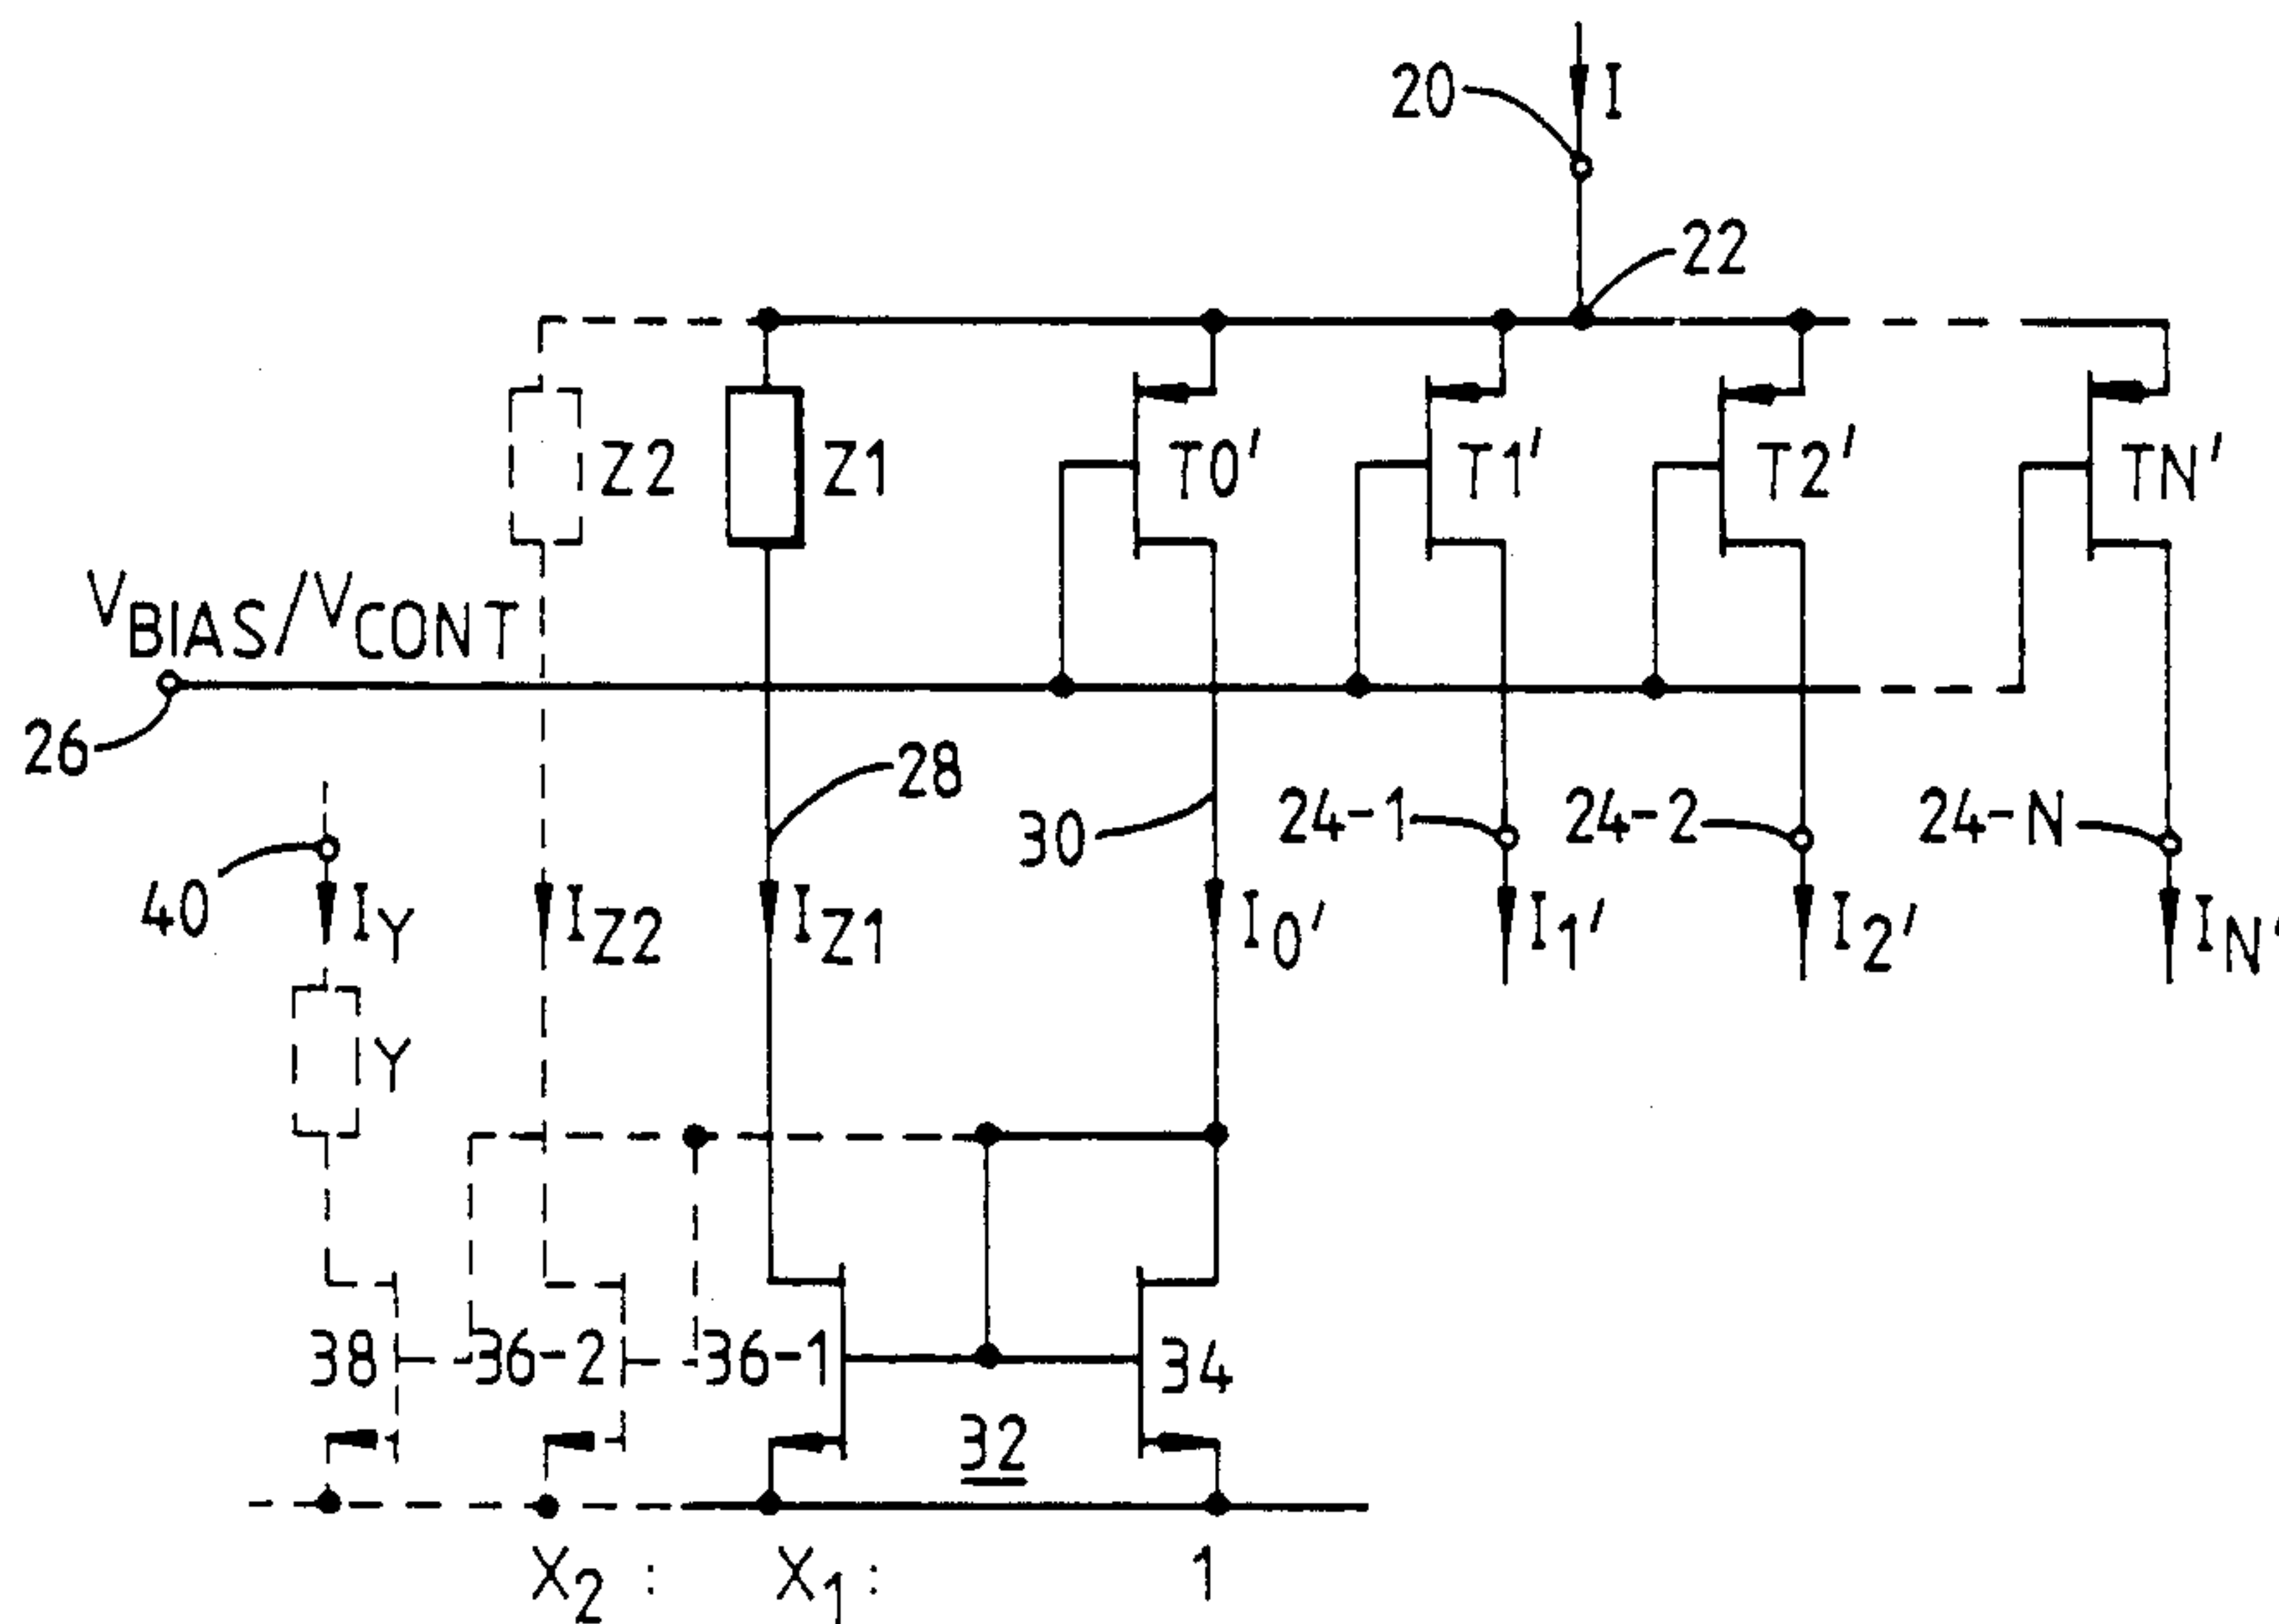 20 I
22
Z2 Z1 T0' T1' T2' TN'
VBIAS/VCONT
26 28
30 24-1 24-2 24-N
40 IY IZ2 IZ1 I0' I1' I2' IN'
Y
38 36-2 36-1 34
32
X2 : X1 : 1